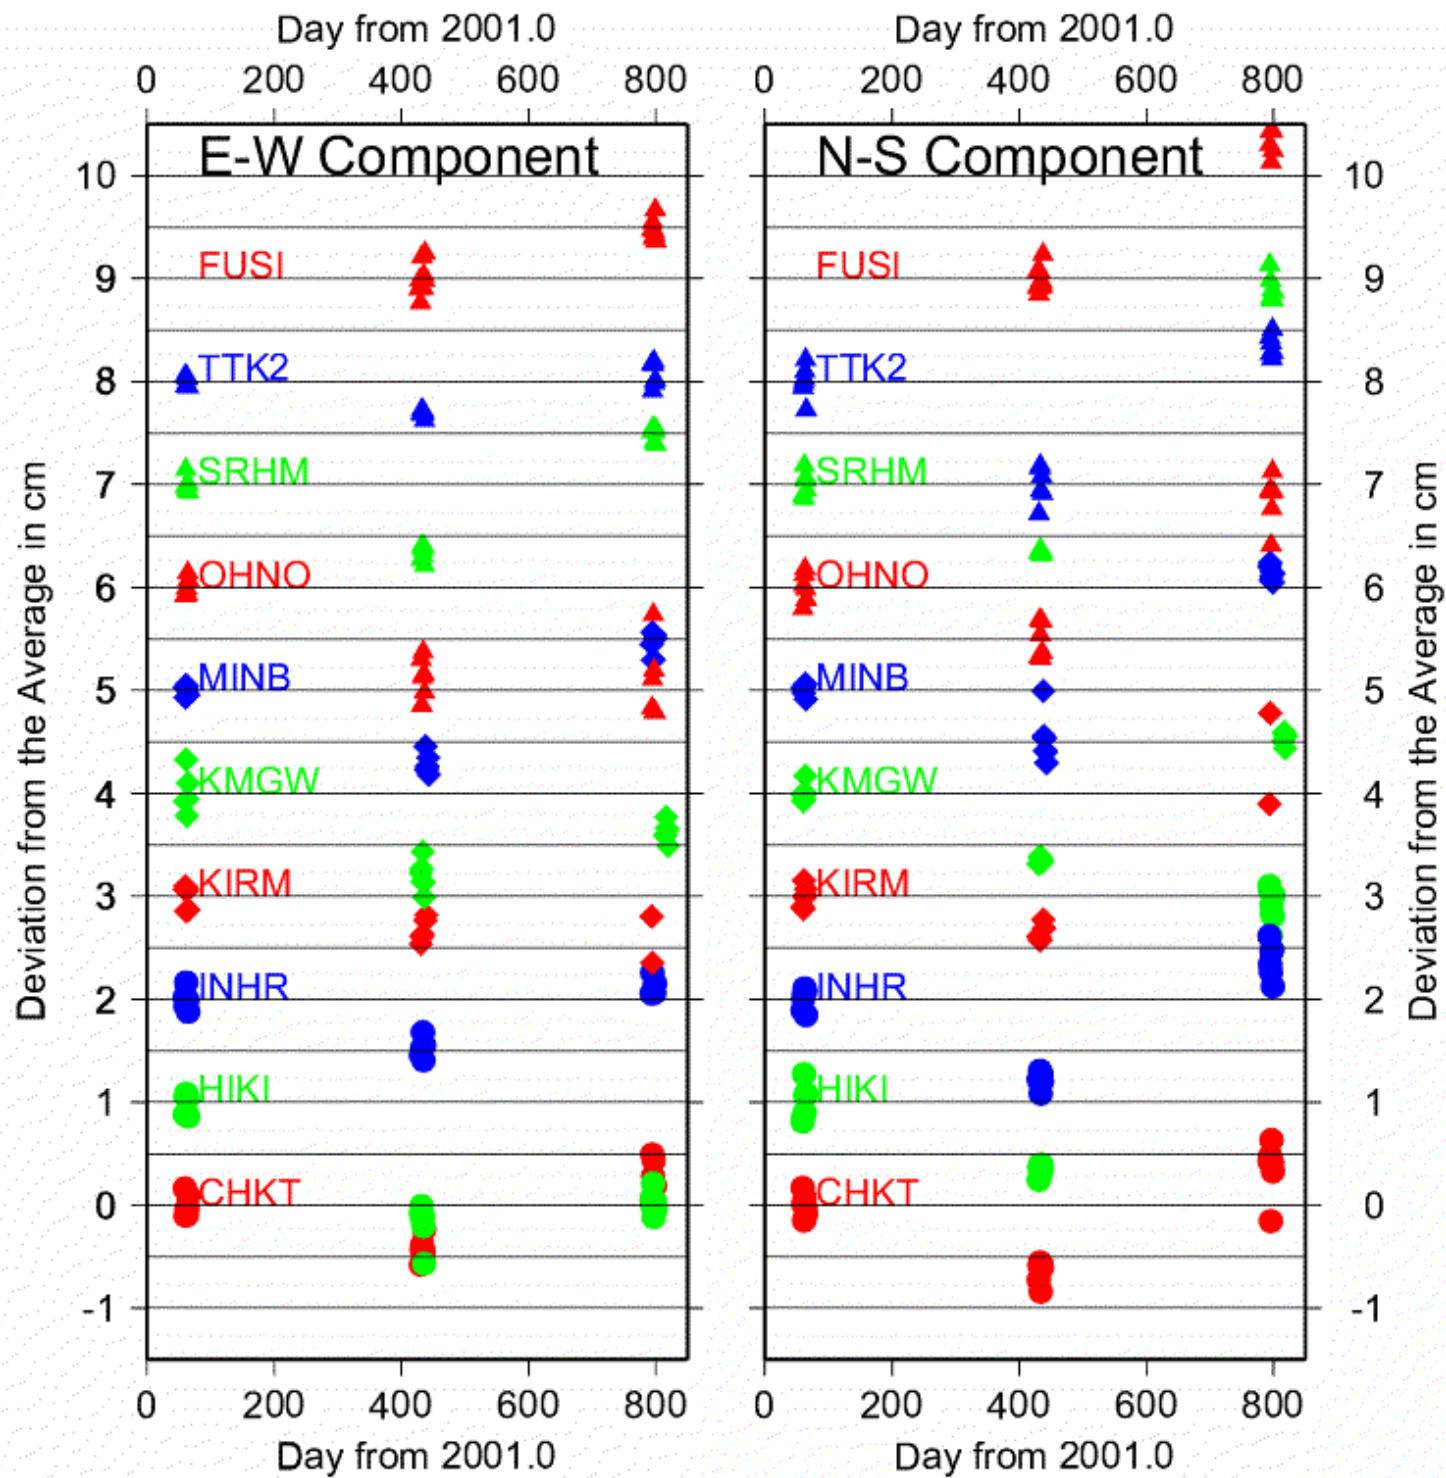 Day from 2001.0
Day from 2001.0
0 200 400 600 800
0 200 400 600 800
E-W Component
N-S Component
10
10
FUSI
FUSI
9
9
TTK2
TTK2
8
8
SRHM
SRHM
7
7
OHNO
OHNO
6
6
MINB
MINB
5
5
KMGW
KMGW
4
4
KIRM
KIRM
3
3
INHR
INHR
2
2
HIKI
HIKI
1
1
CHKT
CHKT
0
0
-1
-1
Deviation from the Average in cm
Deviation from the Average in cm
0 200 400 600 800
0 200 400 600 800
Day from 2001.0
Day from 2001.0